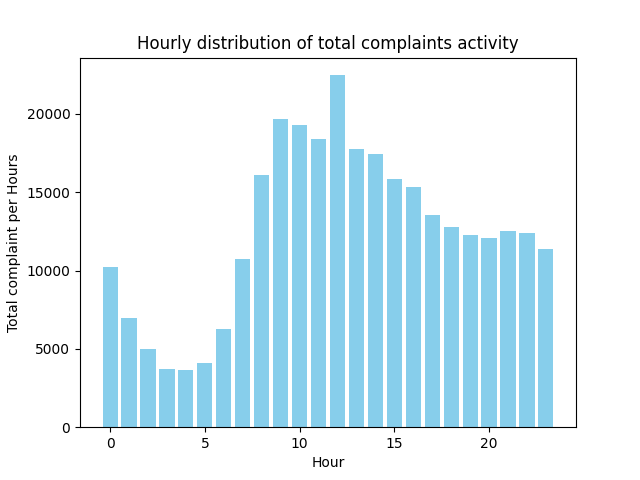 Hourly distribution of total complaints activity
20000
15000
10000
5000
0
Total complaint per Hours
0 5 10 15 20
Hour